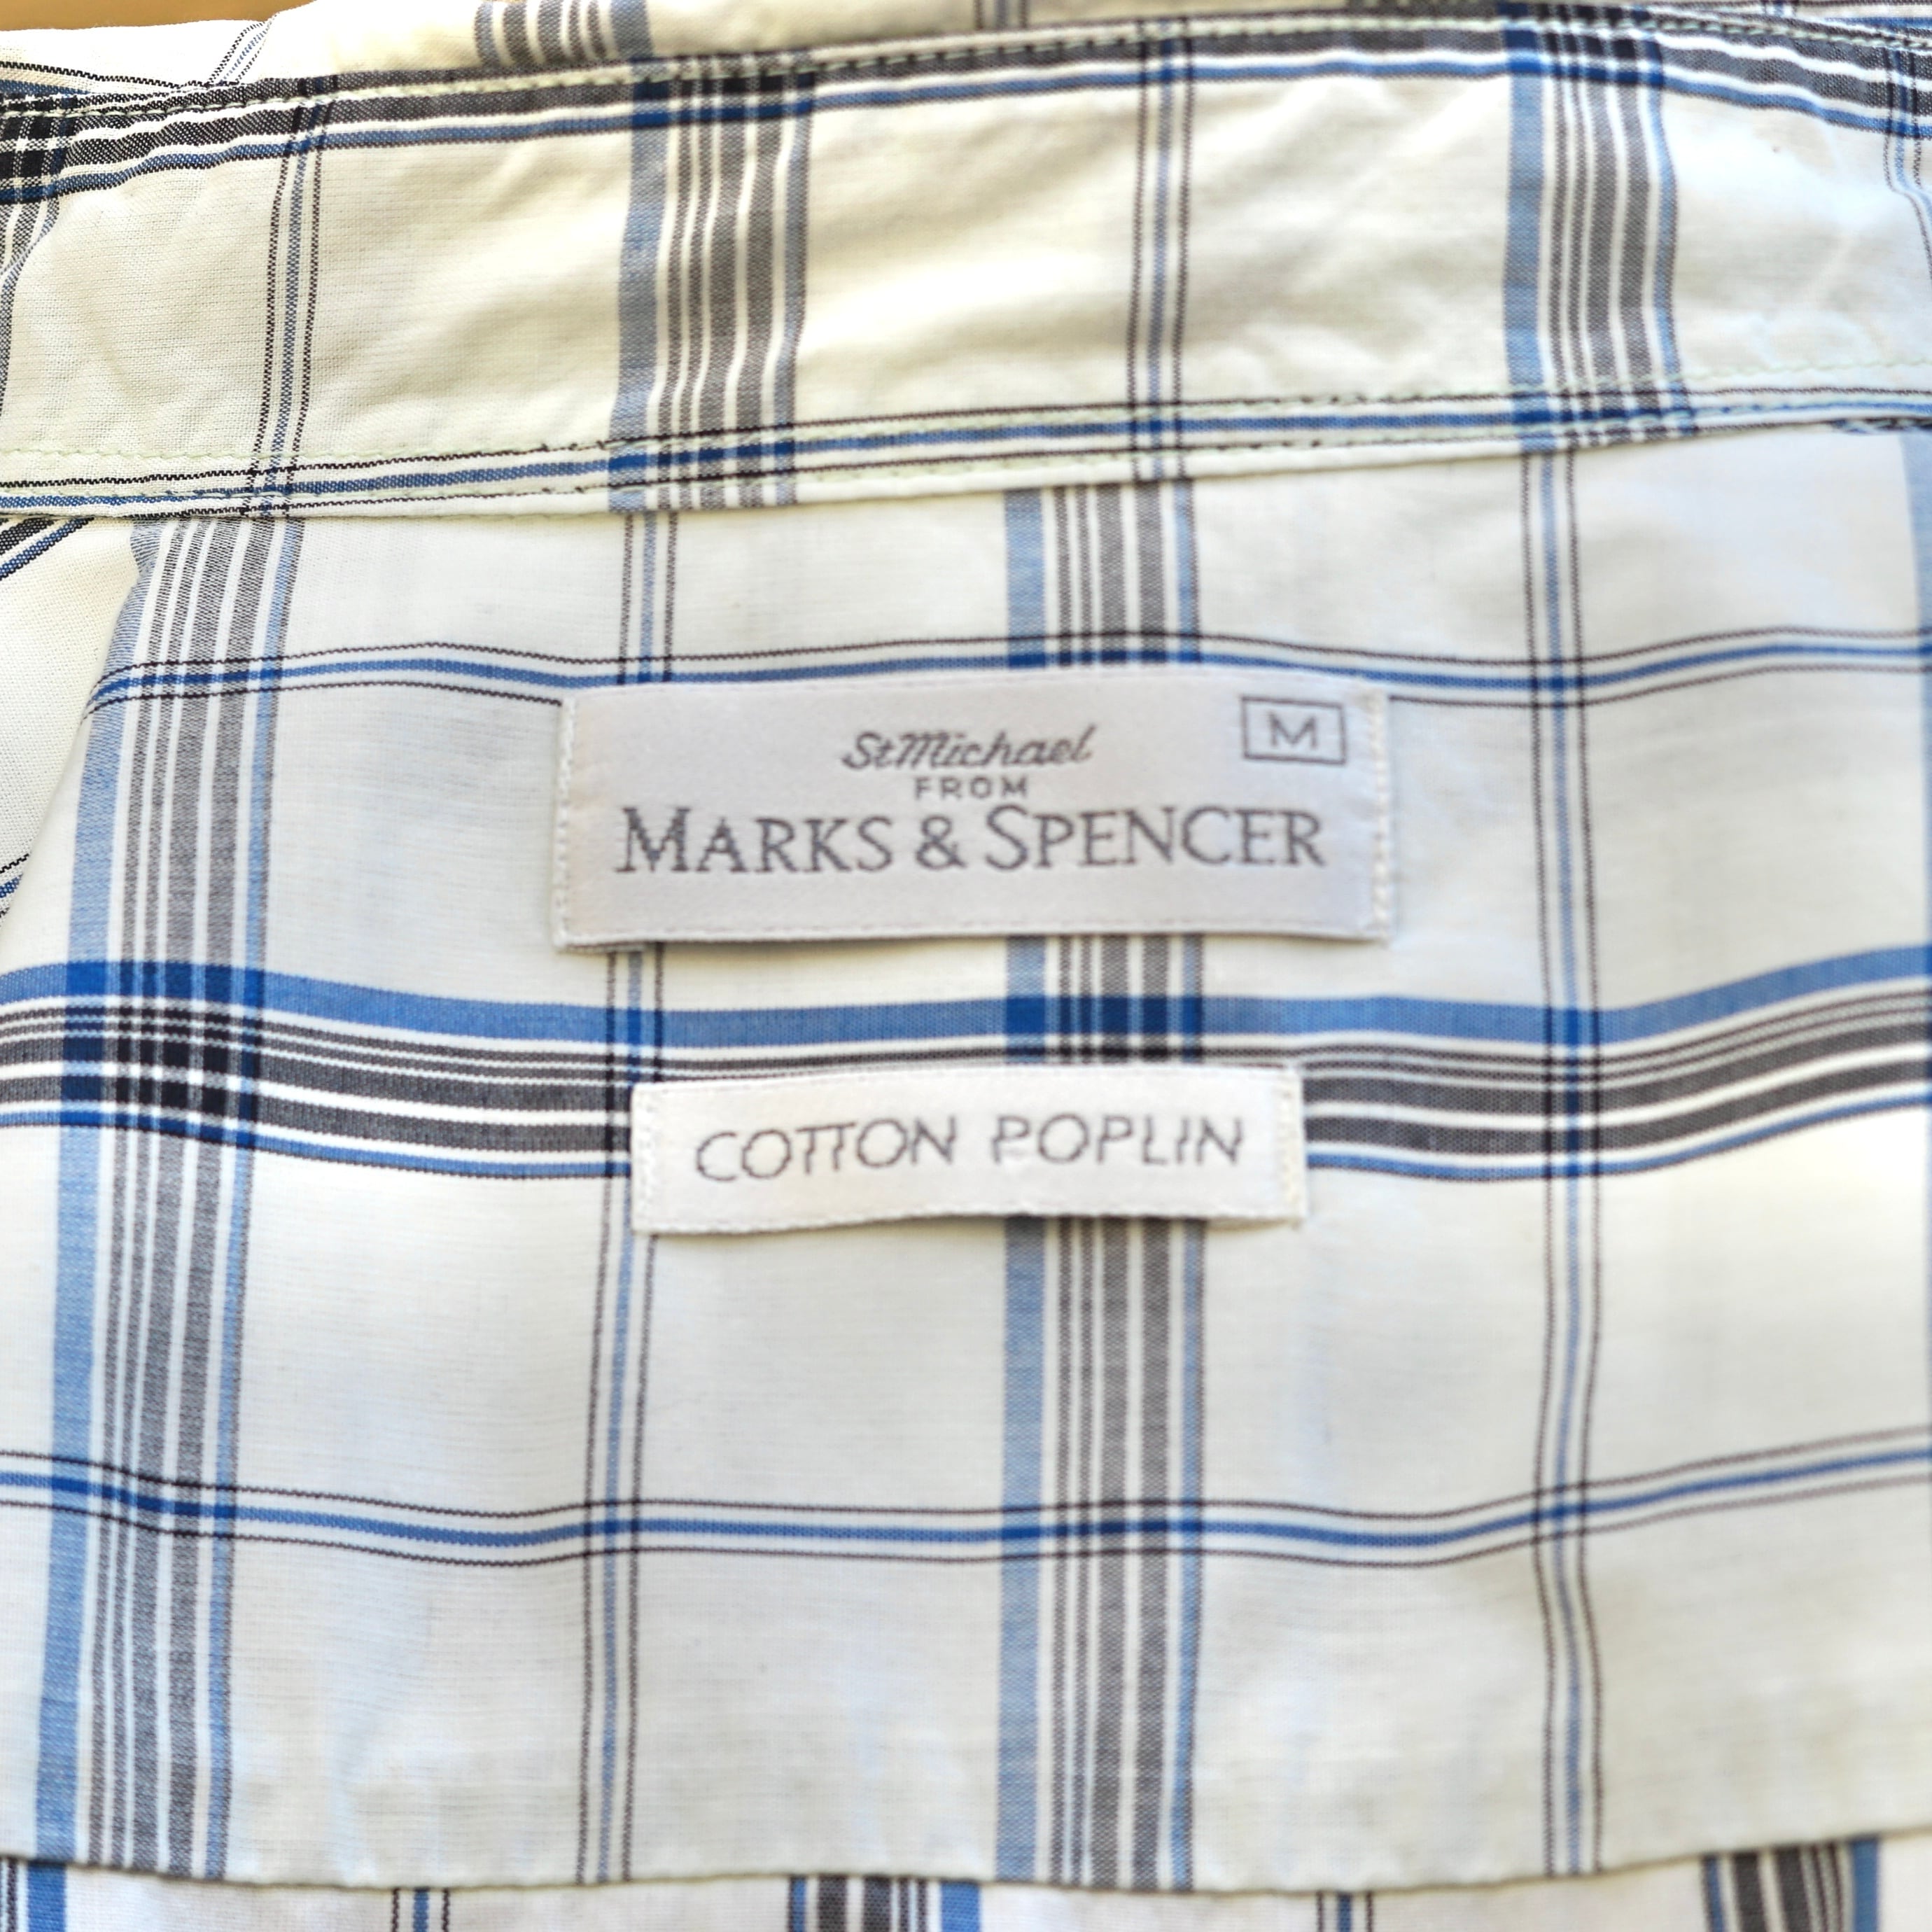 M
St Michael
FROM
MARKS & SPENCER
COTTON POPLIN